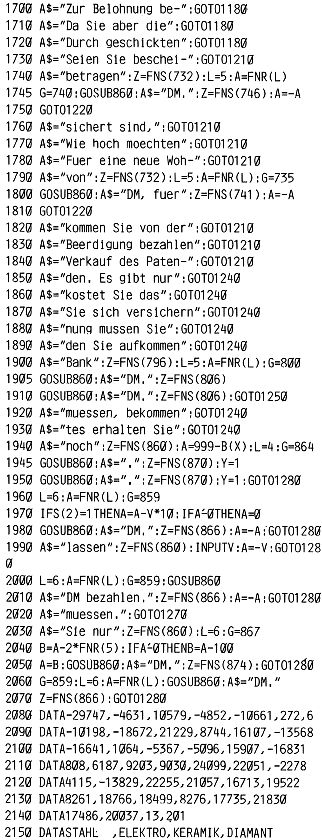 1700 A$="Zur Belohnung be-":GOTO1180
1710 A$="Da Sie aber die":GOTO1180
1720 A$="Durch geschickten":GOTO1180
1730 A$="Seien Sie beschei-":GOTO1210
1740 A$="betragen":Z=FNS(732):L=5:A=FNR(L)
1745 G=740:GOSUB860:A$="DM,":Z=FNS(746):A=-A
1750 GOTO1220
1760 A$="sichert sind,":GOTO1210
1770 A$="Wie hoch moechten":GOTO1210
1780 A$="Fuer eine neue Woh-":GOTO1210
1790 A$="von":Z=FNS(732):L=5:A=FNR(L):G=735
1800 GOSUB860:A$="DM, fuer":Z=FNS(741):A=-A
1810 GOTO1220
1820 A$="kommen Sie von der":GOTO1210
1830 A$="Beerdigung bezahlen":GOTO1210
1840 A$="Verkauf des Paten-":GOTO1210
1850 A$="den. Es gibt nur":GOTO1240
1860 A$="kostet Sie das":GOTO1240
1870 A$="Sie sich versichern":GOTO1240
1880 A$="nung mussen Sie":GOTO1240
1890 A$="den Sie aufkommen":GOTO1240
1900 A$="Bank":Z=FNS(796):L=5:A=FNR(L):G=800
1905 GOSUB860:A$="DM.":Z=FNS(806)
1910 GOSUB860:A$="DM.":Z=FNS(806):GOTO1250
1920 A$="muessen, bekommen":GOTO1240
1930 A$="tes erhalten Sie":GOTO1240
1940 A$="noch":Z=FNS(860):A=999-B(X):L=4:G=864
1945 GOSUB860:A$=".":Z=FNS(870):Y=1
1950 GOSUB860:A$=".":Z=FNS(870):Y=1:GOTO1280
1960 L=6:A=FNR(L):G=859
1970 IFS(2)=1THENA=A-V*10:IFA^0THENA=0
1980 GOSUB860:A$="DM.":Z=FNS(866):A=-A:GOTO1280
1990 A$="lassen":Z=FNS(860):INPUTV:A=-V:GOTO128
0
2000 L=6:A=FNR(L):G=859:GOSUB860
2010 A$="DM bezahlen.":Z=FNS(866):A=-A:GOTO1280
2020 A$="muessen.":GOTO1270
2030 A$="Sie nur":Z=FNS(860):L=6:G=867
2040 B=A-2*FNR(5):IFA^0THENB=A-100
2050 A=B:GOSUB860:A$="DM.":Z=FNS(874):GOTO1280
2060 G=859:L=6:A=FNR(L):GOSUB860:A$="DM."
2070 Z=FNS(866):GOTO1280
2080 DATA-29747,-4631,10579,-4852,-10661,272,6
2090 DATA-10198,-18672,21229,8744,16107,-13568
2100 DATA-16641,1064,-5367,-5096,15907,-16831
2110 DATA808,6187,9203,9030,24099,22051,-2278
2120 DATA4115,-13829,22255,21057,16713,19522
2130 DATA8261,18766,18499,8276,17735,21830
2140 DATA17486,20037,13,201
2150 DATASTAHL ,ELEKTRO,KERAMIK,DIAMANT